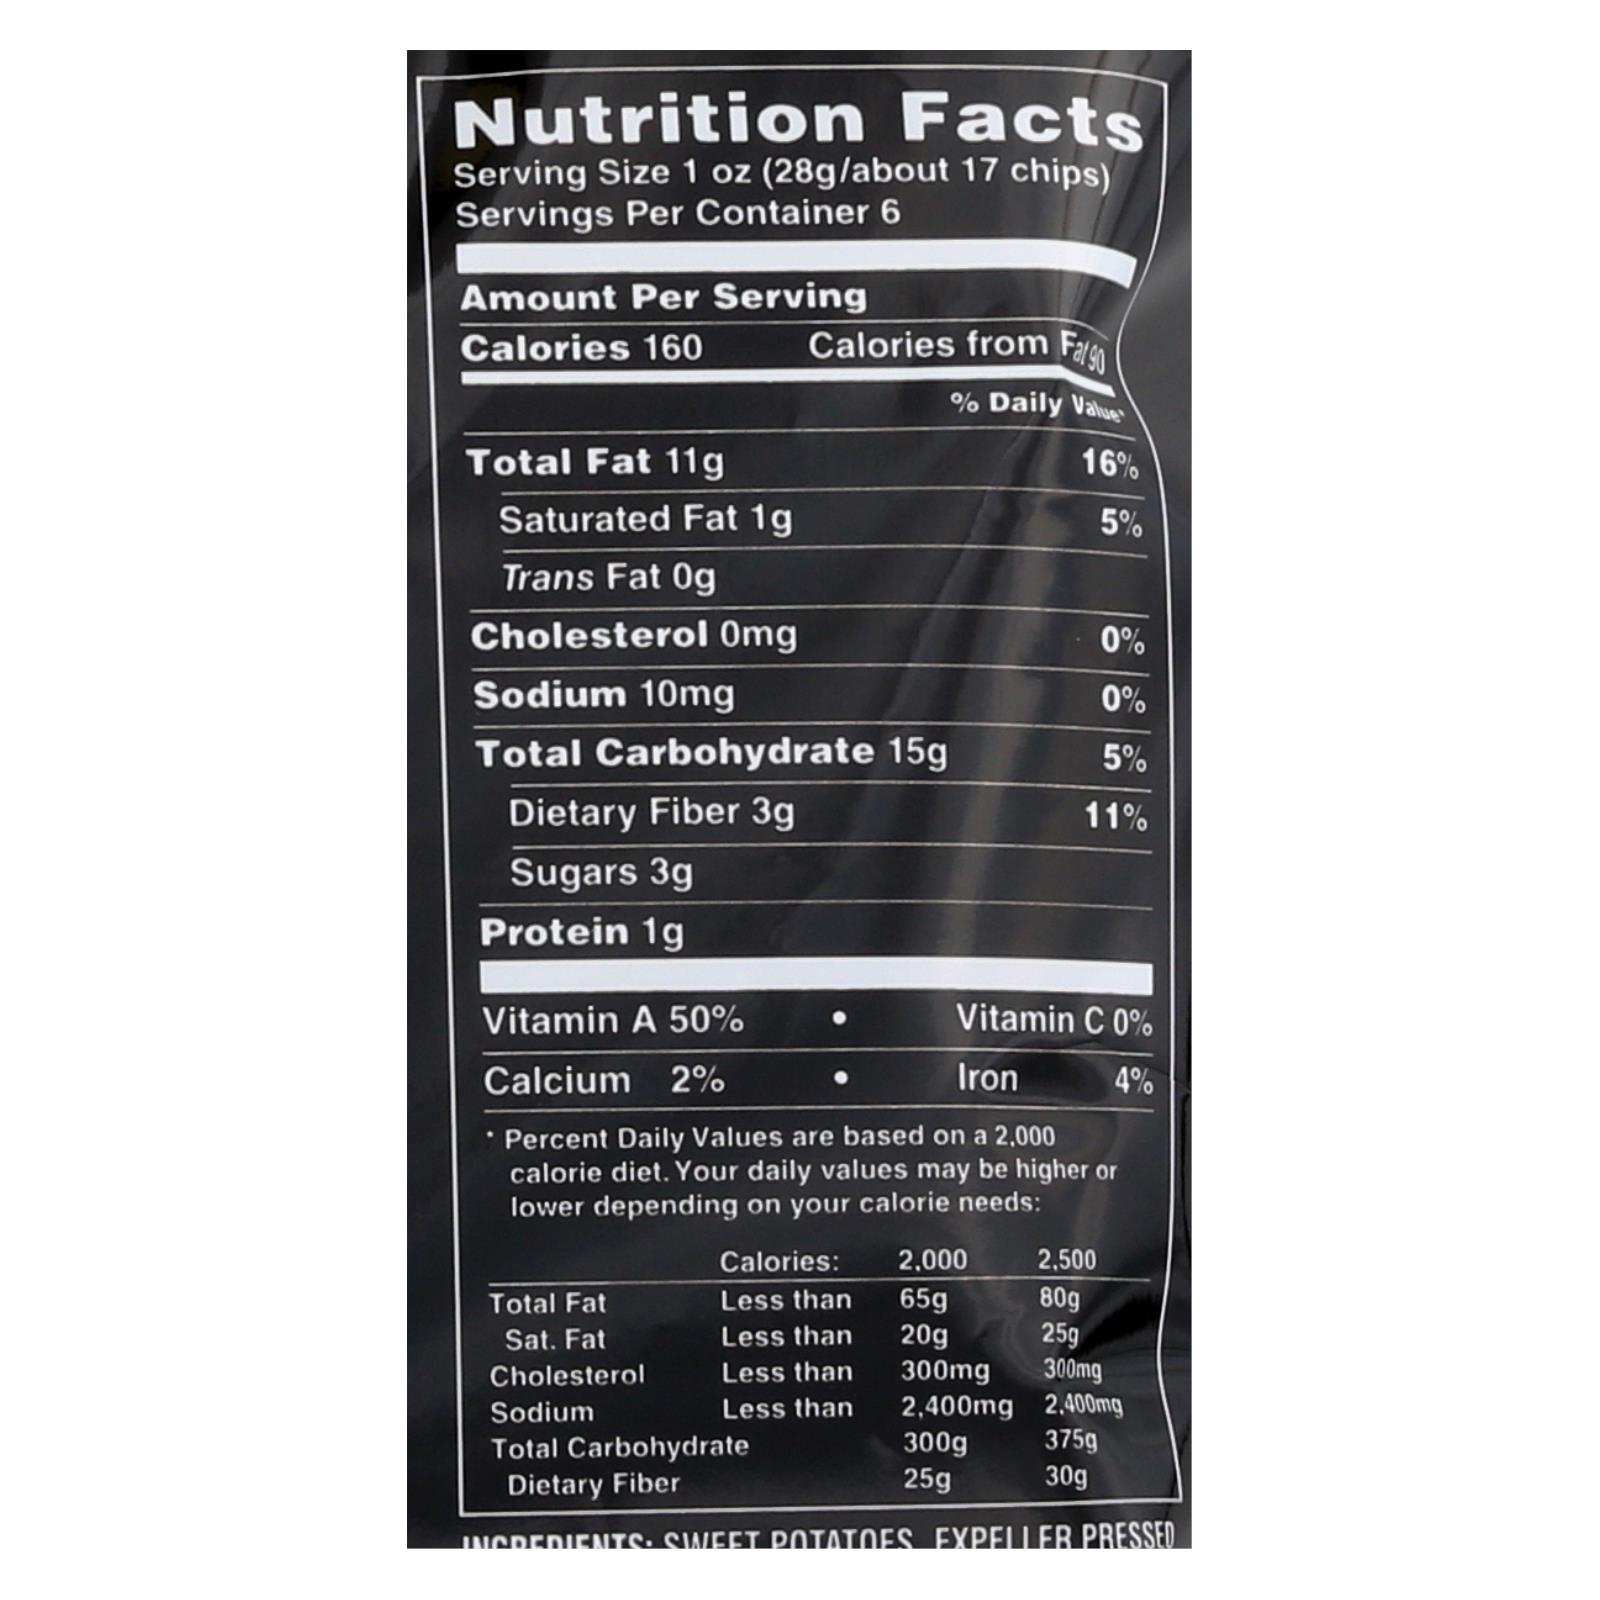 Nutrition Facts
Serving Size 1 oz (28g/about 17 chips)
Servings Per Container 6
Amount Per Serving
Calories 160 Calories from Fat 90
% Daily Value*
Total Fat 11g 16%
Saturated Fat 1g 5%
Trans Fat 0g
Cholesterol 0mg 0%
Sodium 10mg 0%
Total Carbohydrate 15g 5%
Dietary Fiber 3g 11%
Sugars 3g
Protein 1g
Vitamin A 50% • Vitamin C 0%
Calcium 2% • Iron 4%
* Percent Daily Values are based on a 2,000
calorie diet. Your daily values may be higher or
lower depending on your calorie needs:
Calories: 2,000 2,500
Total Fat Less than 65g 80g
Sat. Fat Less than 20g 25g
Cholesterol Less than 300mg 300mg
Sodium Less than 2,400mg 2,400mg
Total Carbohydrate 300g 375g
Dietary Fiber 25g 30g
INGREDIENTS: SWEET POTATOES, EXPELLER PRESSED